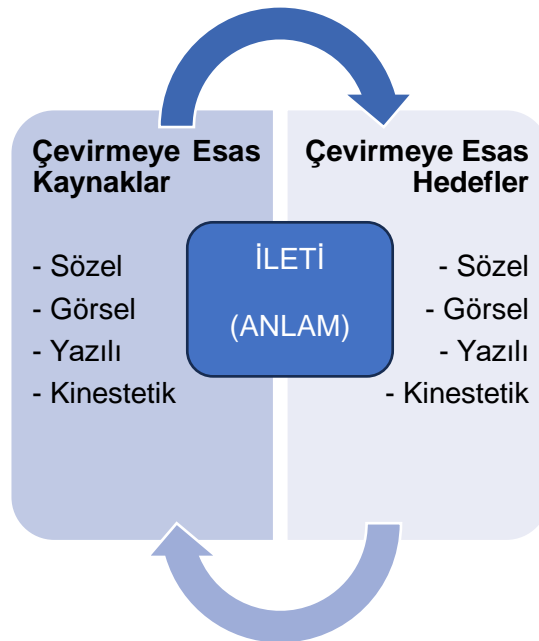 Çevirmeye Esas
Kaynaklar
- Sözel
- Görsel
- Yazılı
- Kinestetik
İLETİ
(ANLAM)
Çevirmeye Esas
Hedefler
- Sözel
- Görsel
- Yazılı
- Kinestetik